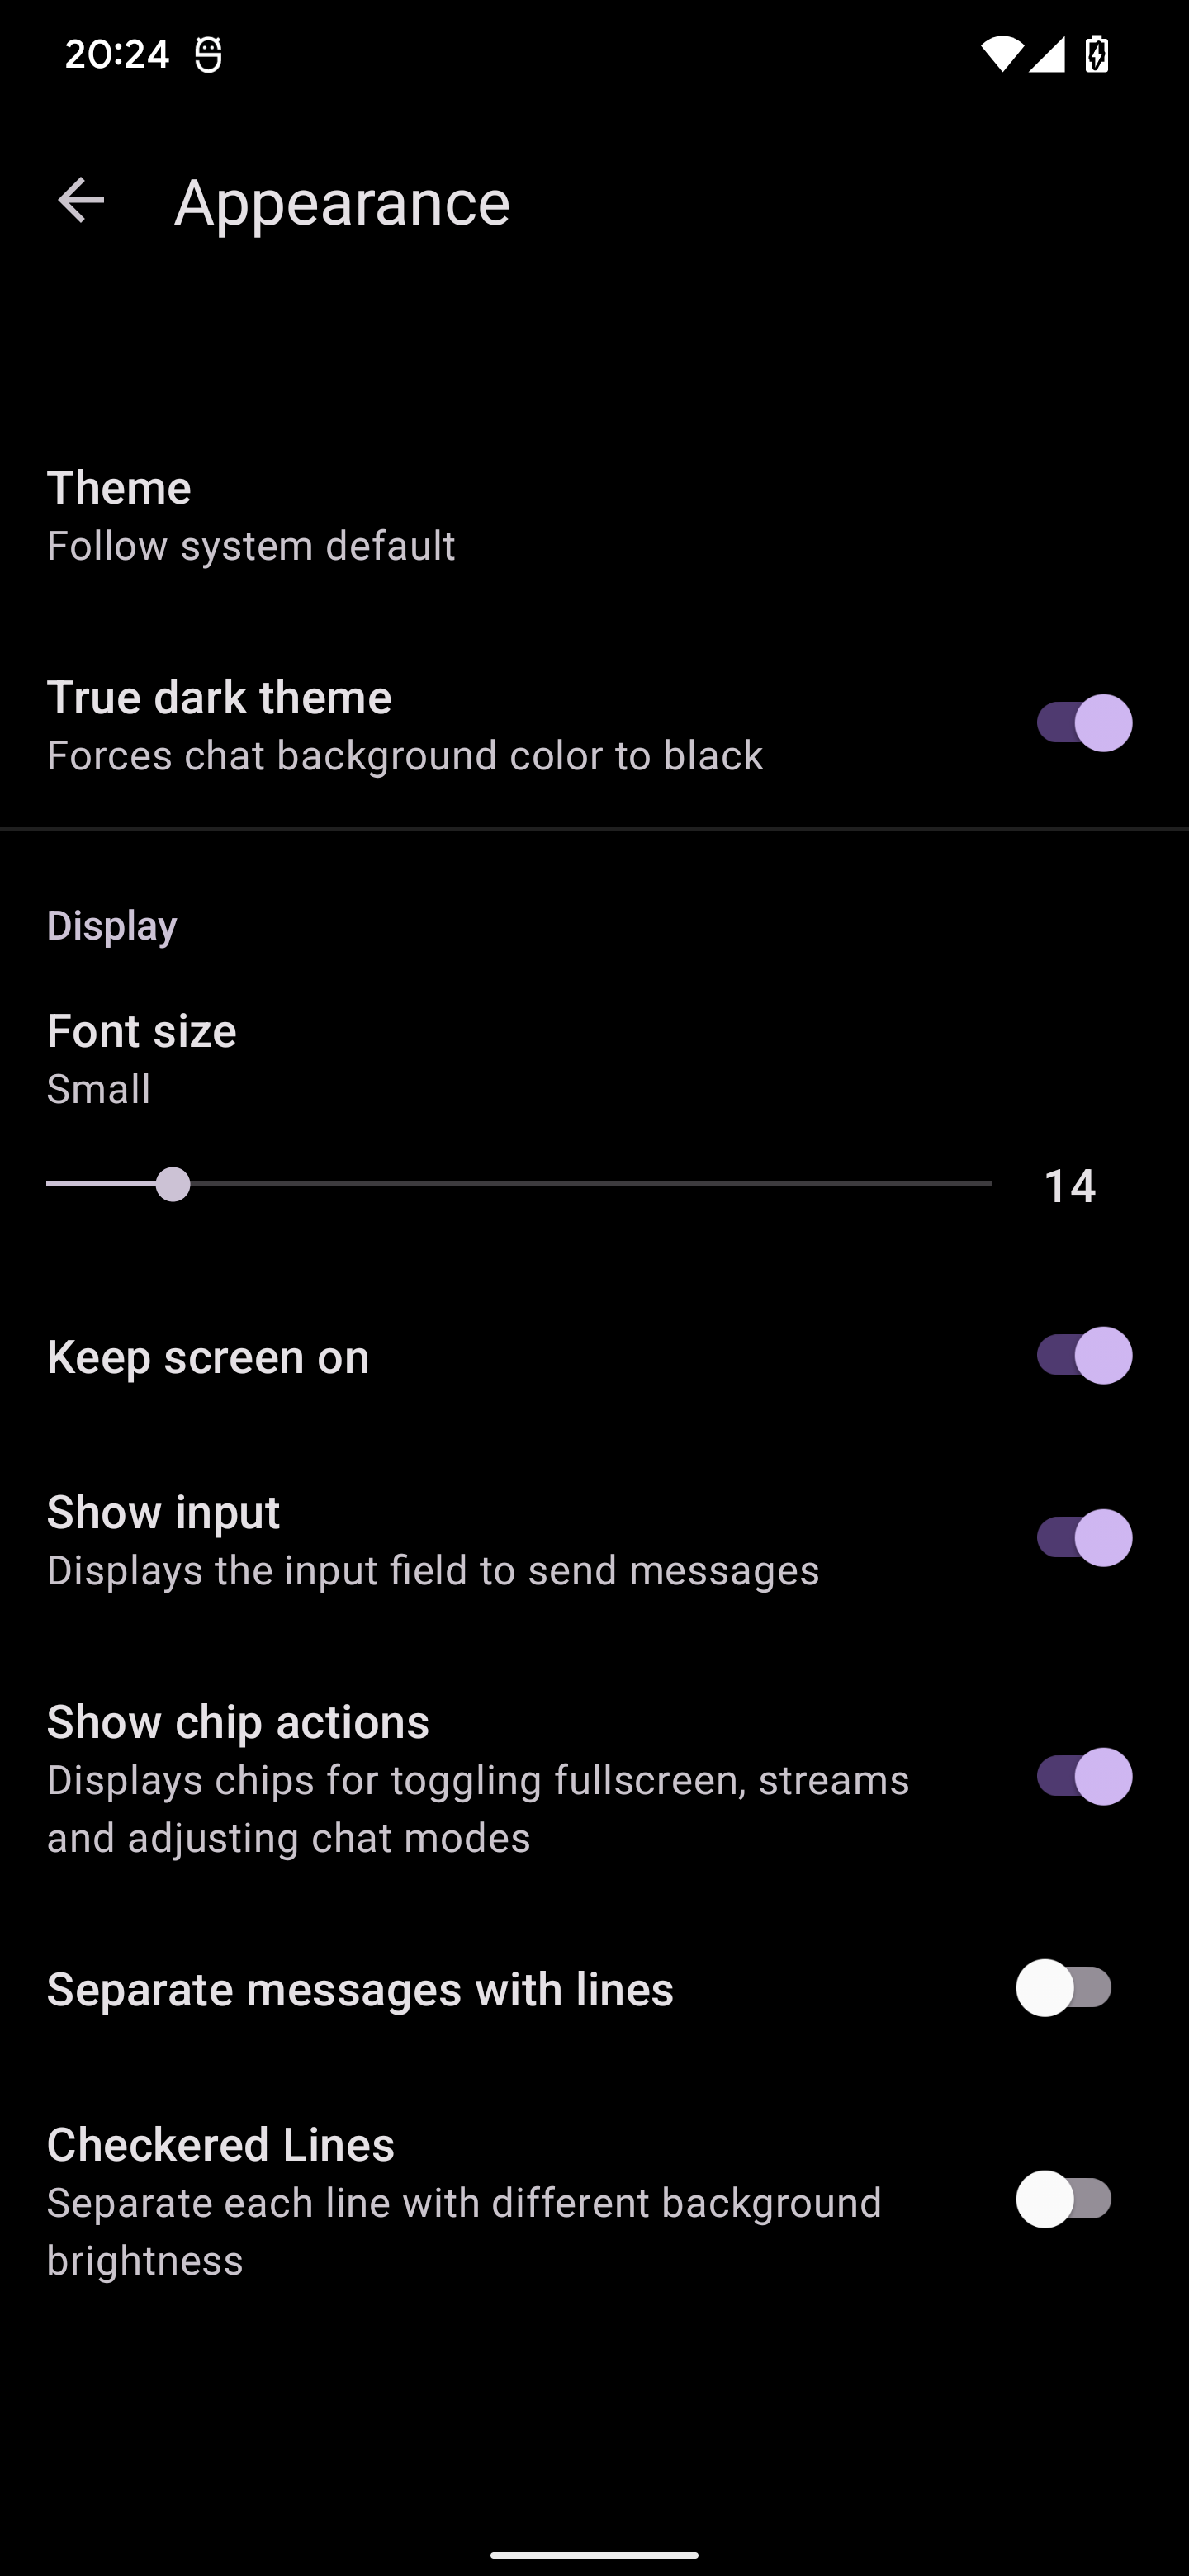 20:24
Appearance
Theme
Follow system default
True dark theme
Forces chat background color to black
Display
Font size
Small
14
Keep screen on
Show input
Displays the input field to send messages
Show chip actions
Displays chips for toggling fullscreen, streams
and adjusting chat modes
Separate messages with lines
Checkered Lines
Separate each line with different background
brightness